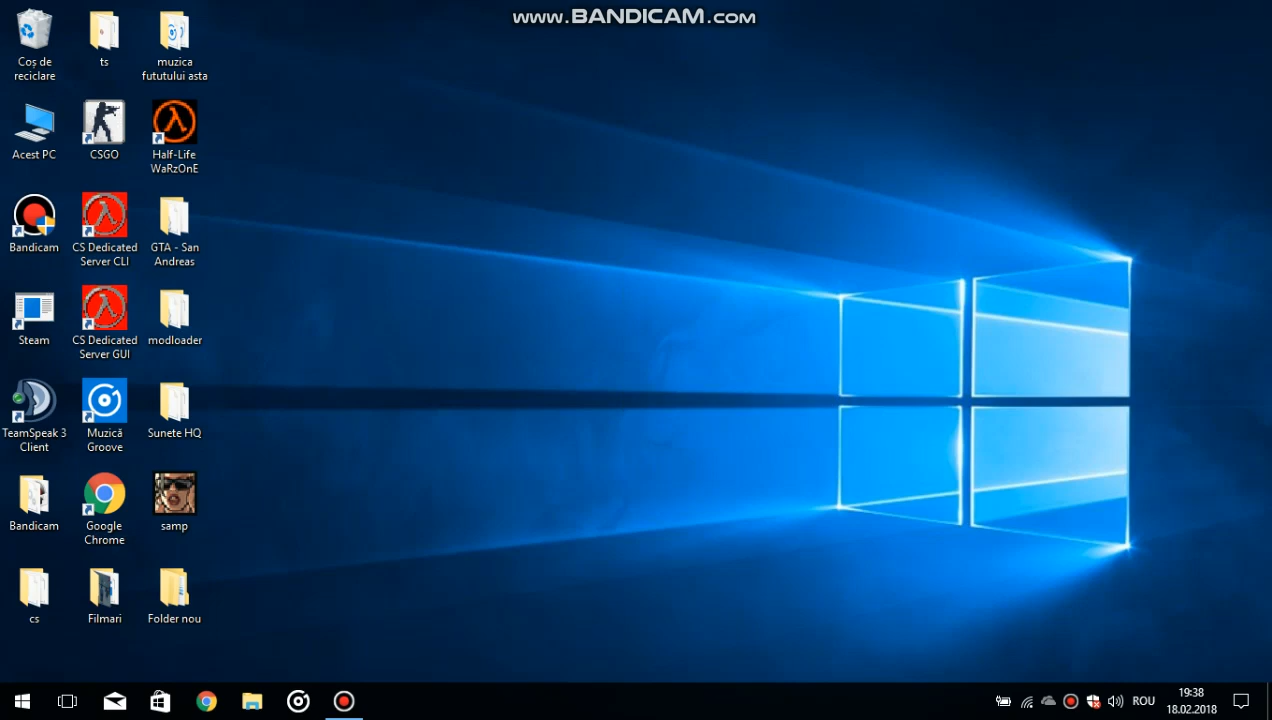 www.BANDICAM.com
Coș de
reciclare
ts
muzica
fututului asta
Acest PC
CSGO
Half-Life
WaRzOnE
Bandicam
CS Dedicated
Server CLI
GTA - San
Andreas
Steam
CS Dedicated
Server GUI
modloader
TeamSpeak 3
Client
Muzică
Groove
Sunete HQ
Bandicam
Google
Chrome
samp
cs
Filmari
Folder nou
ROU
19:38
18.02.2018